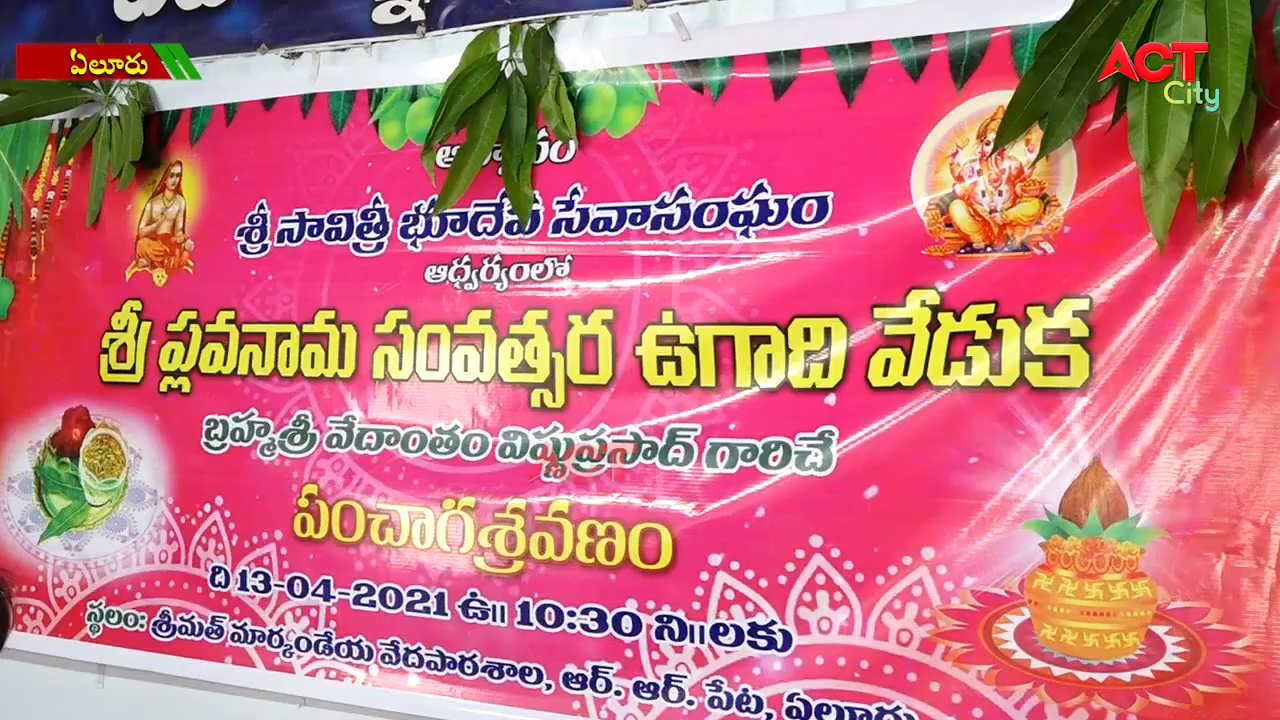 ఏలూరు
ACT
City
శ్రీ సావిత్రీ భూదేవి సేవాసంఘం
ఆధ్వర్యంలో
శ్రీ ప్లవనామ సంవత్సర ఉగాది వేడుక
బ్రహ్మశ్రీ వేదాంతం విష్ణుప్రసాద్ గారిచే
పంచాగశ్రవణం
ది 13-04-2021 ఉ॥ 10:30 ని॥లకు
స్థలం: శ్రీమత్ మార్కండేయ వేదపాఠశాల, ఆర్. ఆర్. పేట, ఏలూరు